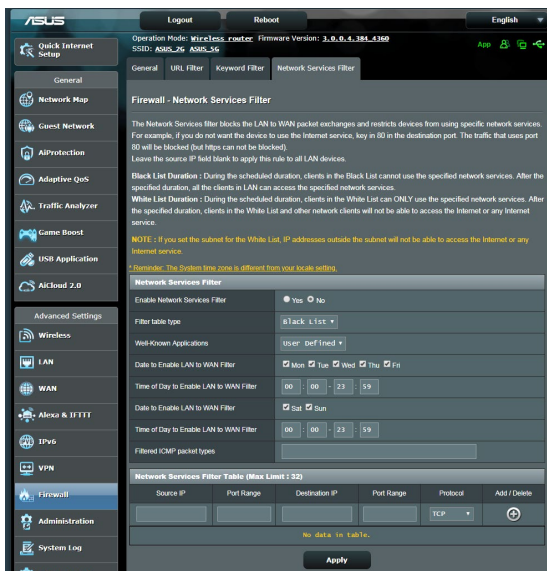 ASUS
Logout
Reboot
English
Quick Internet
Setup
Operation Mode: Wireless router Firmware Version: 3.0.0.4.384_4360
SSID: ASUS_2G ASUS_5G
App
General
URL Filter
Keyword Filter
Network Services Filter
General
Network Map
Guest Network
AiProtection
Adaptive QoS
Traffic Analyzer
Game Boost
USB Application
AiCloud 2.0
Advanced Settings
Wireless
LAN
WAN
Alexa & IFTTT
IPv6
VPN
Firewall
Administration
System Log
Firewall - Network Services Filter
The Network Services filter blocks the LAN to WAN packet exchanges and restricts devices from using specific network services.
For example, if you do not want the device to use the Internet service, key in 80 in the destination port. The traffic that uses port
80 will be blocked (but https can not be blocked).
Leave the source IP field blank to apply this rule to all LAN devices.
Black List Duration : During the scheduled duration, clients in the Black List cannot use the specified network services. After the
specified duration, all the clients in LAN can access the specified network services.
White List Duration : During the scheduled duration, clients in the White List can ONLY use the specified network services. After
the specified duration, clients in the White List and other network clients will not be able to access the Internet or any Internet
service.
NOTE : If you set the subnet for the White List, IP addresses outside the subnet will not be able to access the Internet or any
Internet service.
* Reminder: The System time zone is different from your locale setting.
Network Services Filter
Enable Network Services Filter
Yes No
Filter table type
Black List
Well-Known Applications
User Defined
Date to Enable LAN to WAN Filter
Mon Tue Wed Thu Fri
Time of Day to Enable LAN to WAN Filter
00 : 00 - 23 : 59
Date to Enable LAN to WAN Filter
Sat Sun
Time of Day to Enable LAN to WAN Filter
00 : 00 - 23 : 59
Filtered ICMP packet types
Network Services Filter Table (Max Limit : 32)
Source IP
Port Range
Destination IP
Port Range
Protocol
Add / Delete
TCP
No data in table.
Apply